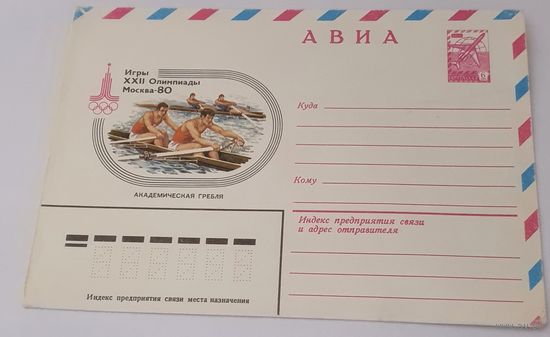 АВИА
Игры
XXII Олимпиады
Москва-80
6
Куда
Кому
АКАДЕМИЧЕСКАЯ ГРЕБЛЯ
Индекс предприятия связи
и адрес отправителя
Индекс предприятия связи места назначения